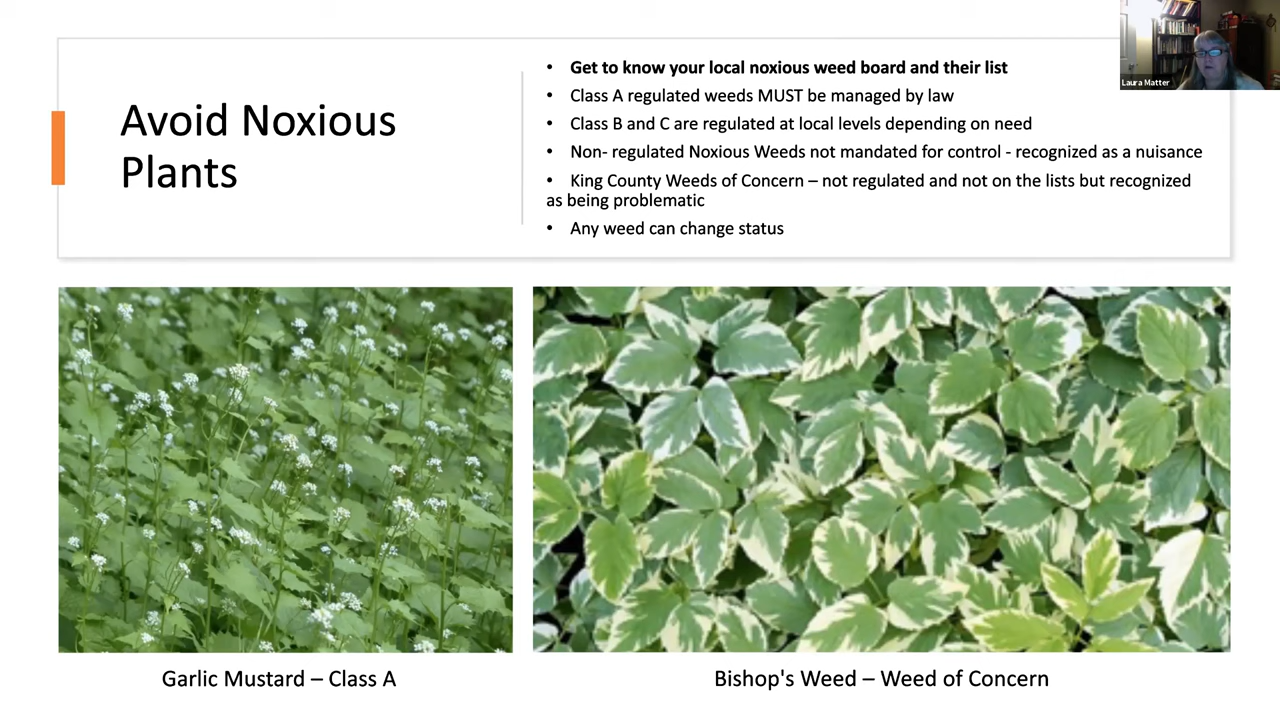 Avoid Noxious
Plants
• Get to know your local noxious weed board and their list
• Class A regulated weeds MUST be managed by law
• Class B and C are regulated at local levels depending on need
• Non- regulated Noxious Weeds not mandated for control - recognized as a nuisance
• King County Weeds of Concern – not regulated and not on the lists but recognized
as being problematic
• Any weed can change status
Laura Matter
Garlic Mustard – Class A
Bishop's Weed – Weed of Concern